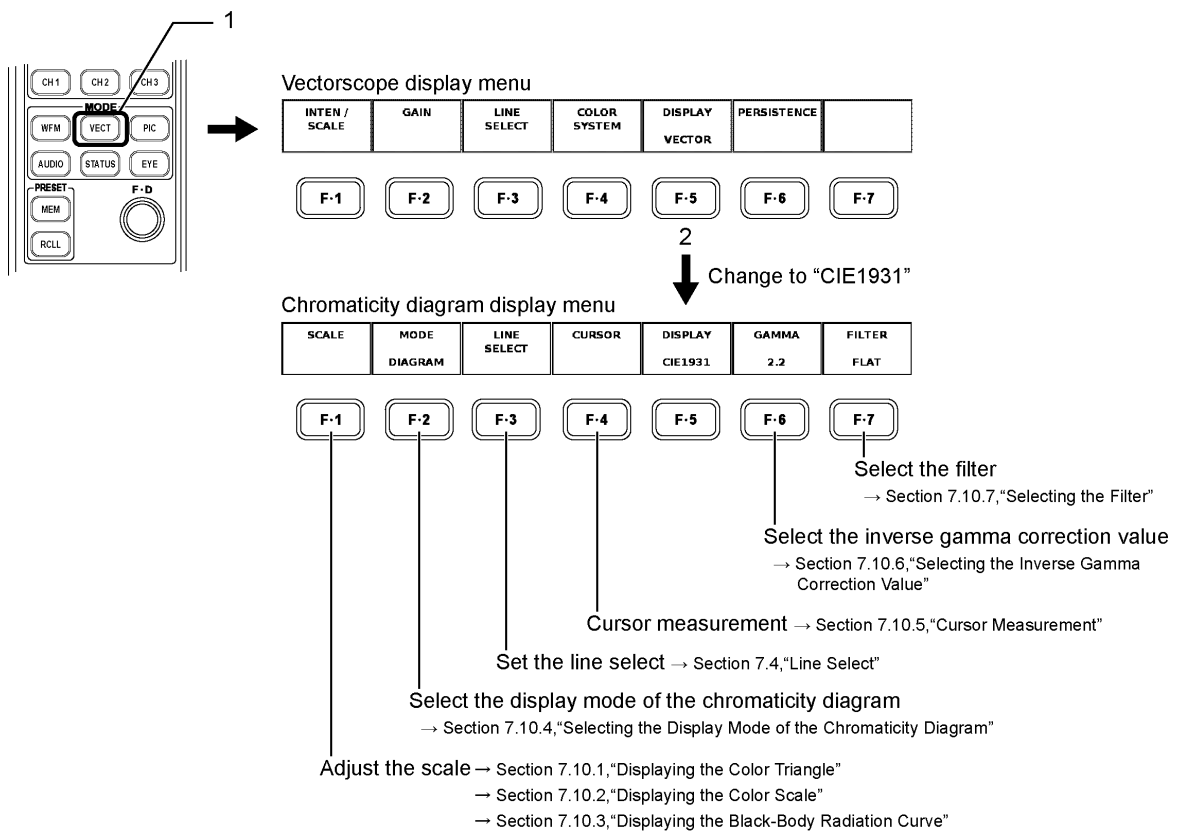 1
CH 1 CH 2 CH 3
MODE
WFM VECT PIC
AUDIO STATUS EYE
PRESET F·D
MEM
RCLL
Vectorscope display menu
INTEN / SCALE GAIN LINE SELECT COLOR SYSTEM DISPLAY VECTOR PERSISTENCE
F·1 F·2 F·3 F·4 F·5 F·6 F·7
2
Change to “CIE1931”
Chromaticity diagram display menu
SCALE MODE DIAGRAM LINE SELECT CURSOR DISPLAY CIE1931 GAMMA 2.2 FILTER FLAT
F·1 F·2 F·3 F·4 F·5 F·6 F·7
Select the filter
→ Section 7.10.7,“Selecting the Filter”
Select the inverse gamma correction value
→ Section 7.10.6,“Selecting the Inverse Gamma
Correction Value”
Cursor measurement → Section 7.10.5,“Cursor Measurement”
Set the line select → Section 7.4,“Line Select”
Select the display mode of the chromaticity diagram
→ Section 7.10.4,“Selecting the Display Mode of the Chromaticity Diagram”
Adjust the scale → Section 7.10.1,“Displaying the Color Triangle”
→ Section 7.10.2,“Displaying the Color Scale”
→ Section 7.10.3,“Displaying the Black-Body Radiation Curve”